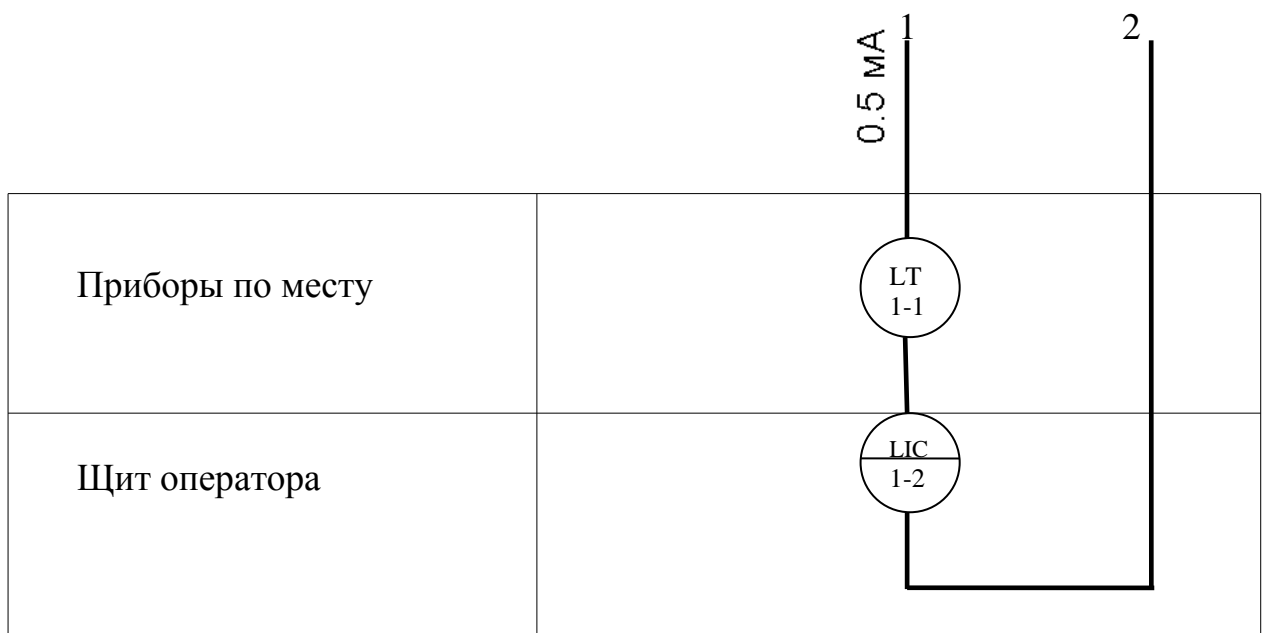 1
2
0.5 мА
LT
1-1
Приборы по месту
LIC
1-2
Щит оператора